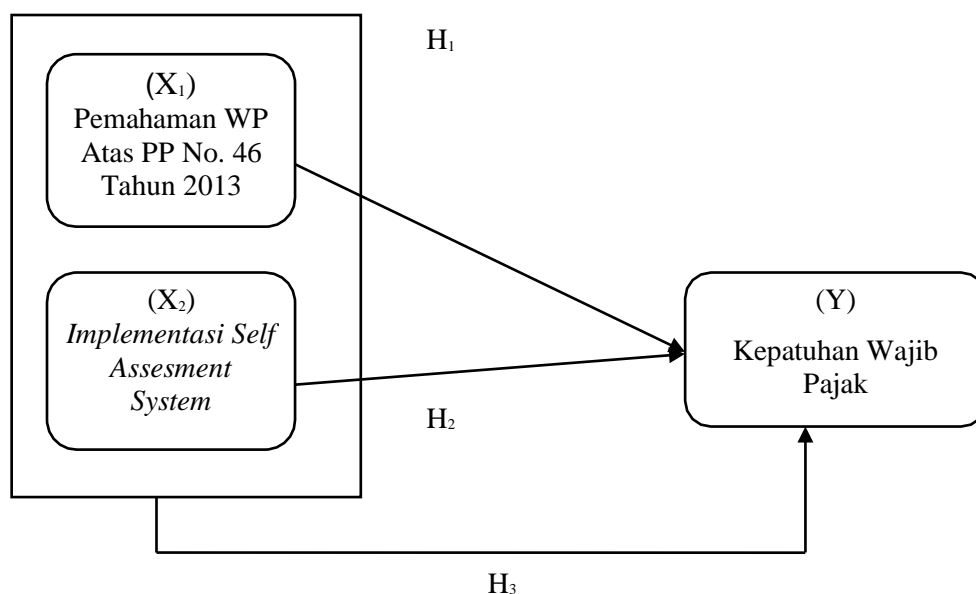 H₁
(X₁)
Pemahaman WP
Atas PP No. 46
Tahun 2013
(X₂)
Implementasi Self
Assesment
System
(Y)
Kepatuhan Wajib
Pajak
H₂
H₃